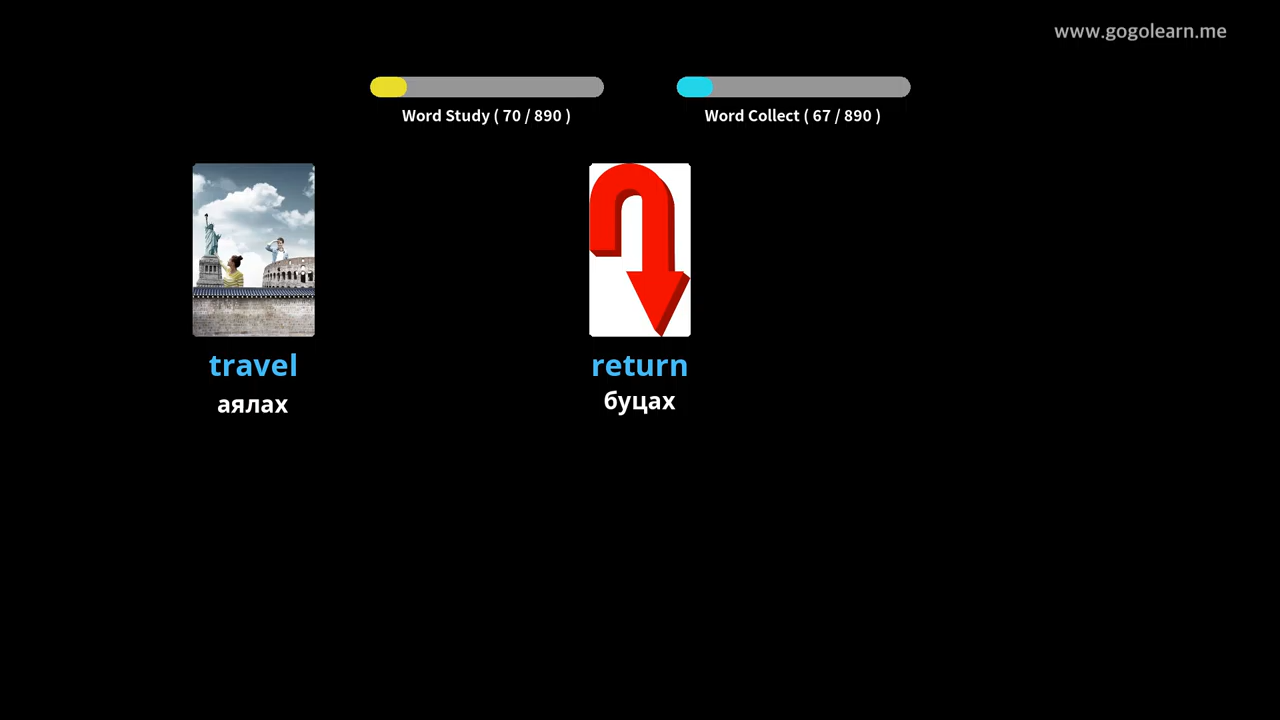 www.gogolearn.me
Word Study ( 70 / 890 )
Word Collect ( 67 / 890 )
travel
аялах
return
буцах